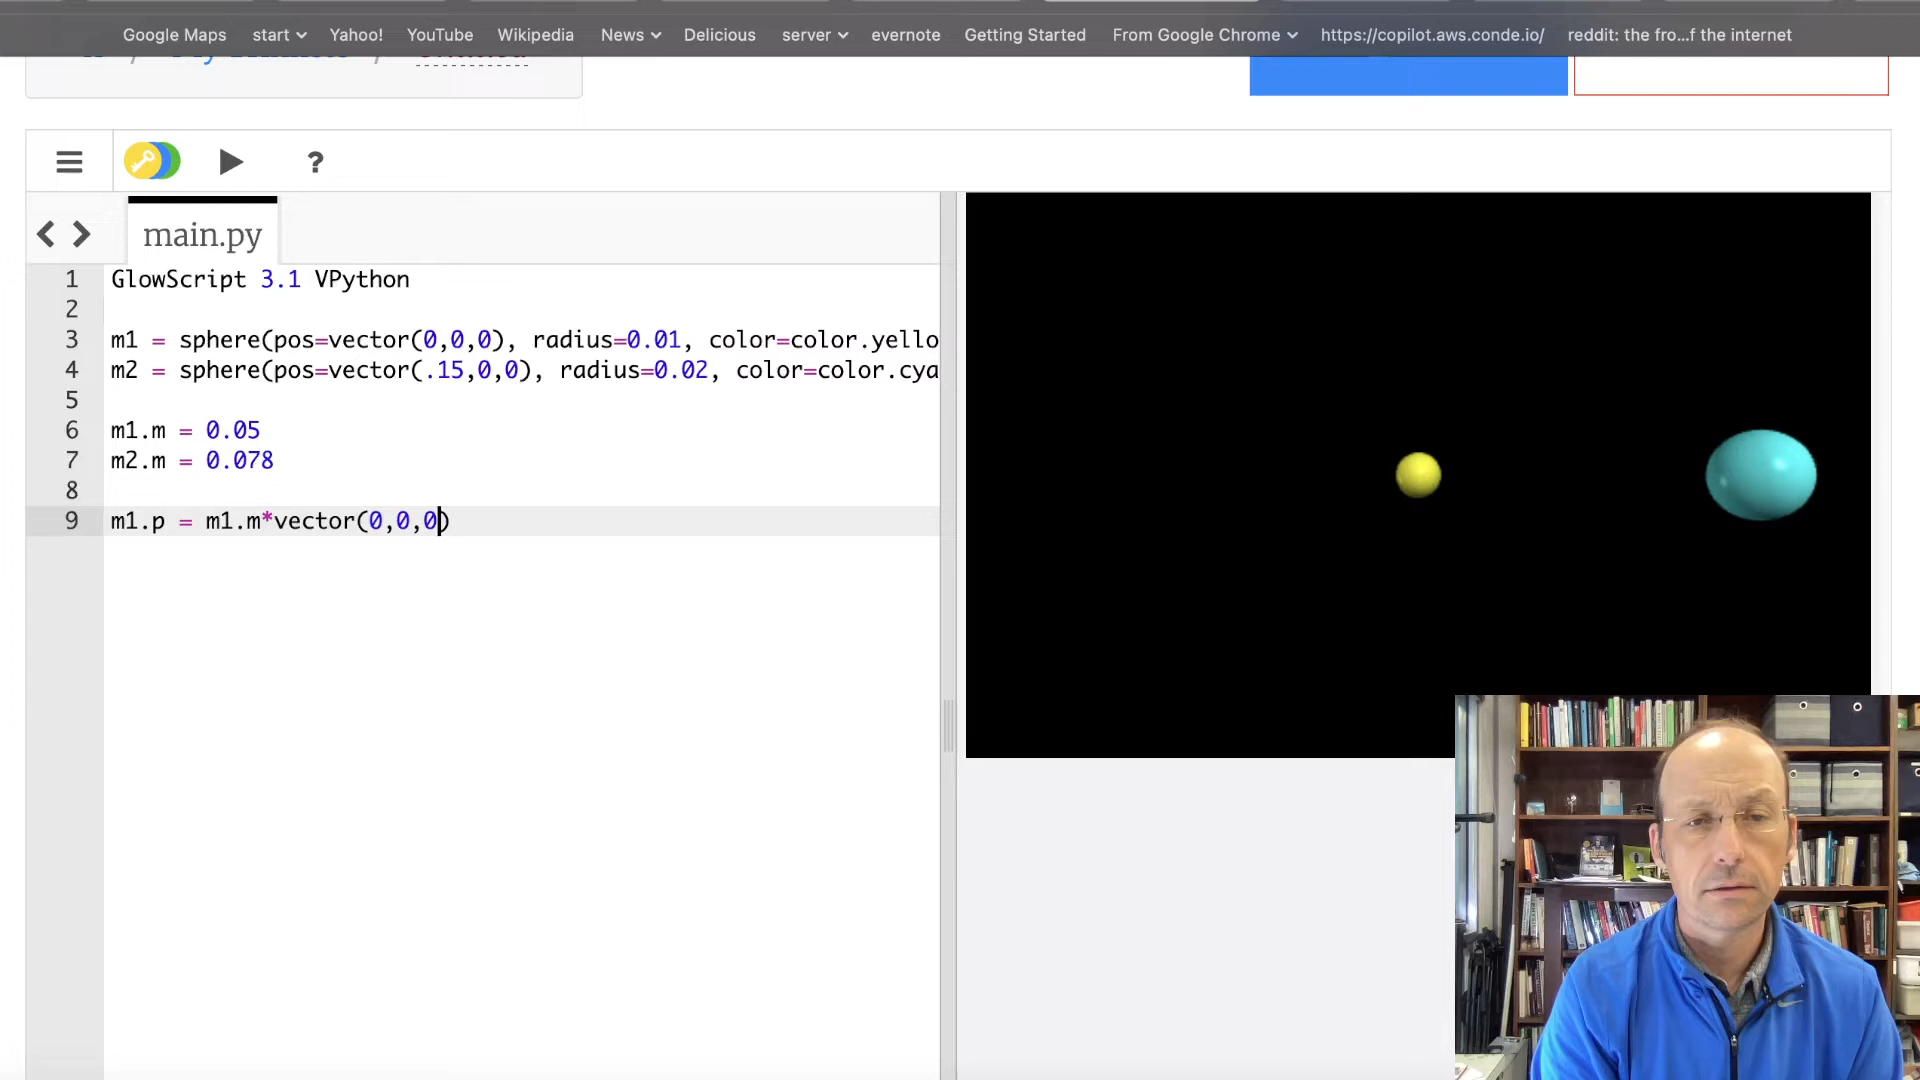 Google Maps start Yahoo! YouTube Wikipedia News Delicious server evernote Getting Started From Google Chrome https://copilot.aws.conde.io/ reddit: the fro...f the internet
?
main.py
1 GlowScript 3.1 VPython
2
3 m1 = sphere(pos=vector(0,0,0), radius=0.01, color=color.yello
4 m2 = sphere(pos=vector(.15,0,0), radius=0.02, color=color.cya
5
6 m1.m = 0.05
7 m2.m = 0.078
8
9 m1.p = m1.m*vector(0,0,0)